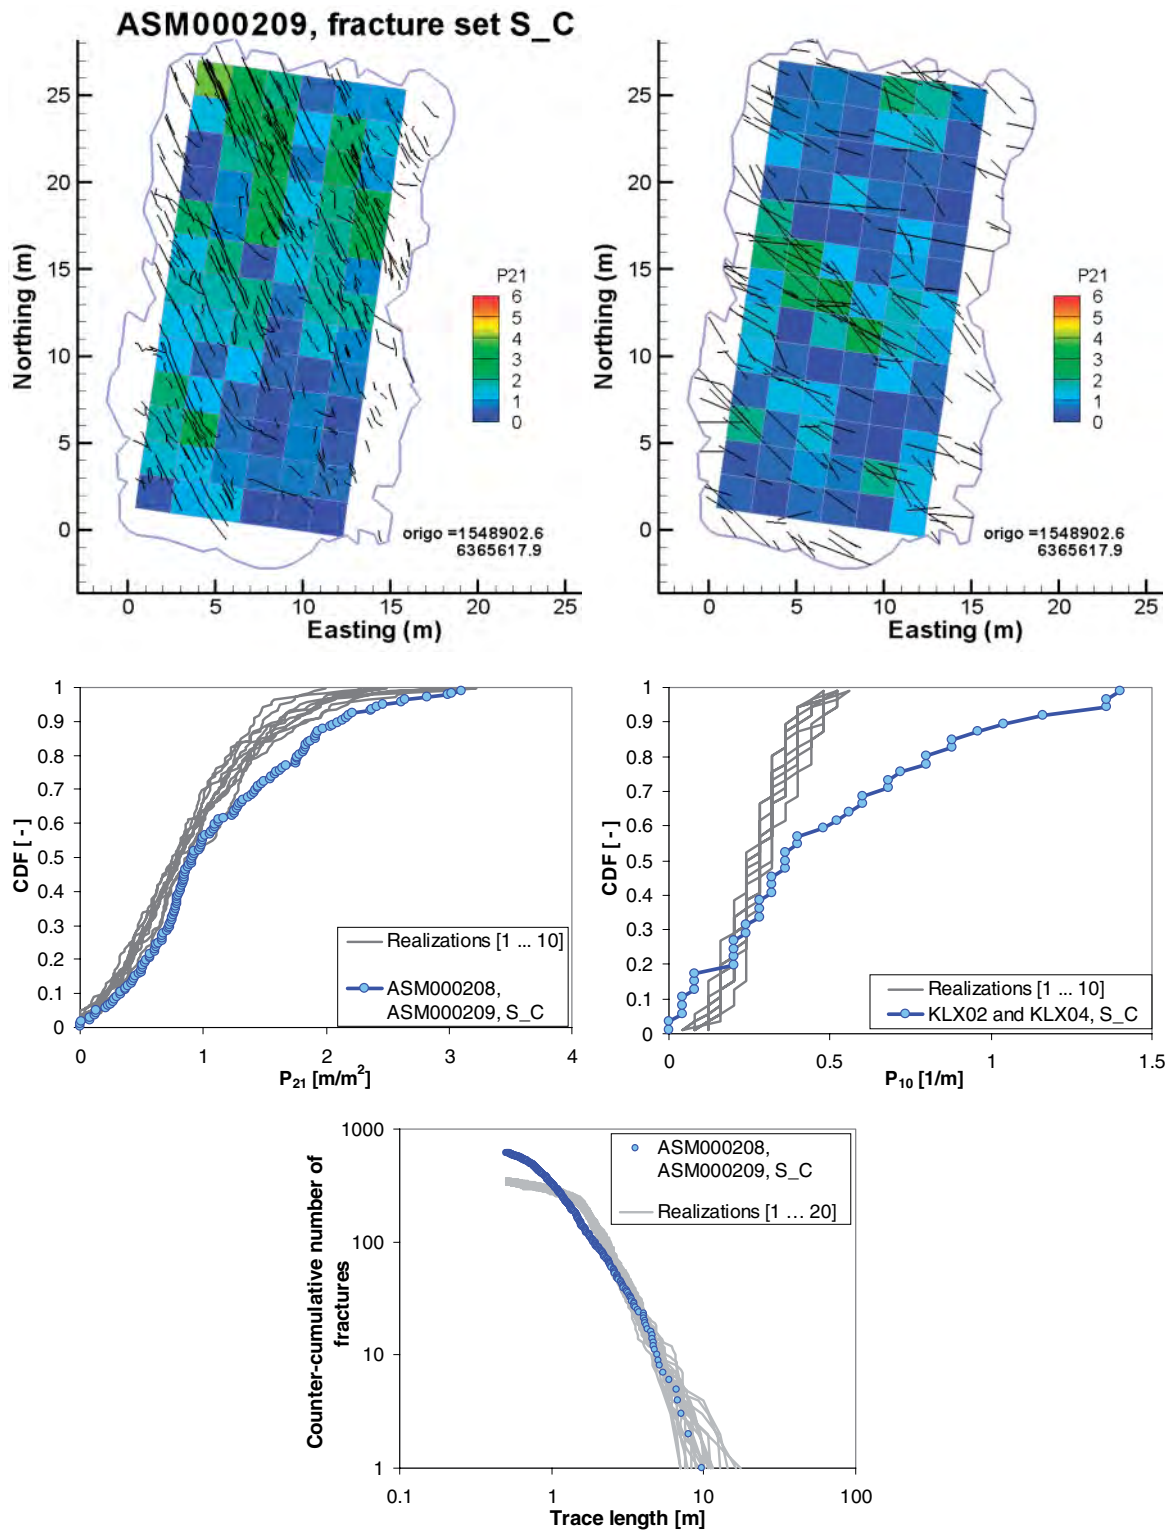 ASM000209, fracture set S_C
25
20
15
10
5
0
Northing (m)
P21
6
5
4
3
2
1
0
origo =1548902.6
6365617.9
0 5 10 15 20 25
Easting (m)
25
20
15
10
5
0
Northing (m)
P21
6
5
4
3
2
1
0
origo =1548902.6
6365617.9
0 5 10 15 20 25
Easting (m)
1
0.9
0.8
0.7
0.6
0.5
0.4
0.3
0.2
0.1
0
CDF [ - ]
Realizations [1 ... 10]
ASM000208,
ASM000209, S_C
0 1 2 3 4
P21 [m/m2]
1
0.9
0.8
0.7
0.6
0.5
0.4
0.3
0.2
0.1
0
CDF [ - ]
Realizations [1 ... 10]
KLX02 and KLX04, S_C
0 0.5 1 1.5
P10 [1/m]
1000
100
10
1
Counter-cumulative number of
fractures
ASM000208,
ASM000209, S_C
Realizations [1 ... 20]
0.1 1 10 100
Trace length [m]